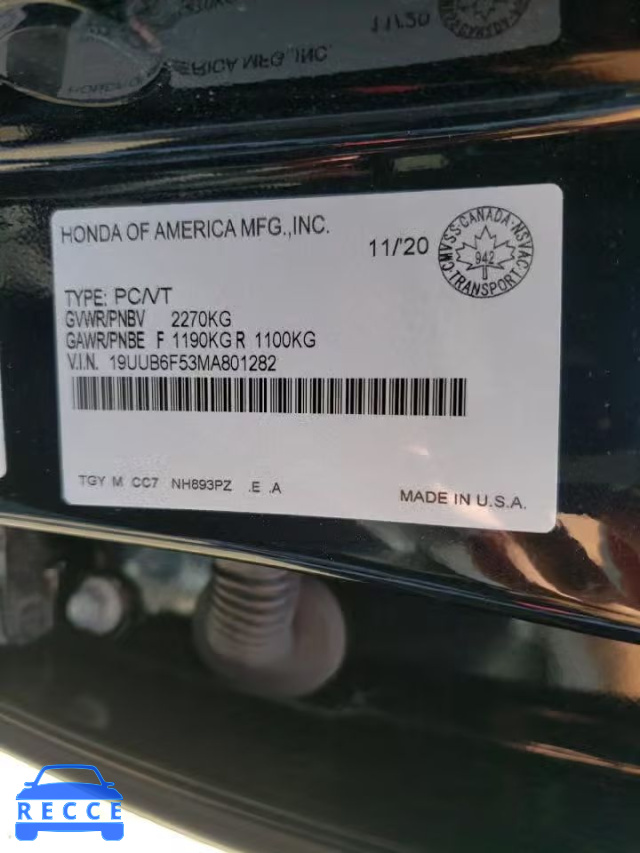 HONDA OF AMERICA MFG.,INC.
11/'20
CMVSS·CANADA·NSVAC·TRANSPORT·
942
TYPE: PC/VT
GVWR/PNBV 2270KG
GAWR/PNBE F 1190KG R 1100KG
V.I.N. 19UUB6F53MA801282
TGY M CC7 NH893PZ .E .A
MADE IN U.S.A.
RECCE